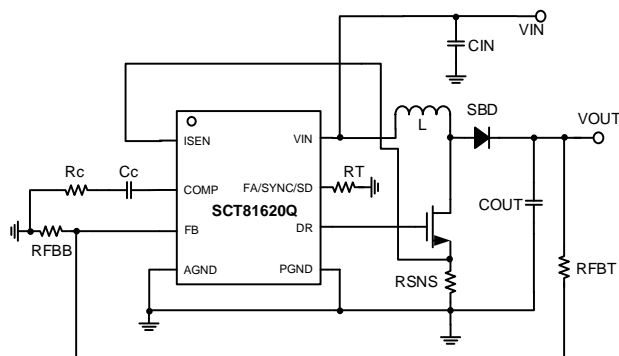 VIN
CIN
SBD
VOUT
L
ISEN
VIN
Rc
Cc
COMP
FA/SYNC/SD
RT
SCT81620Q
COUT
FB
DR
RFBB
RFBT
AGND
PGND
RSNS